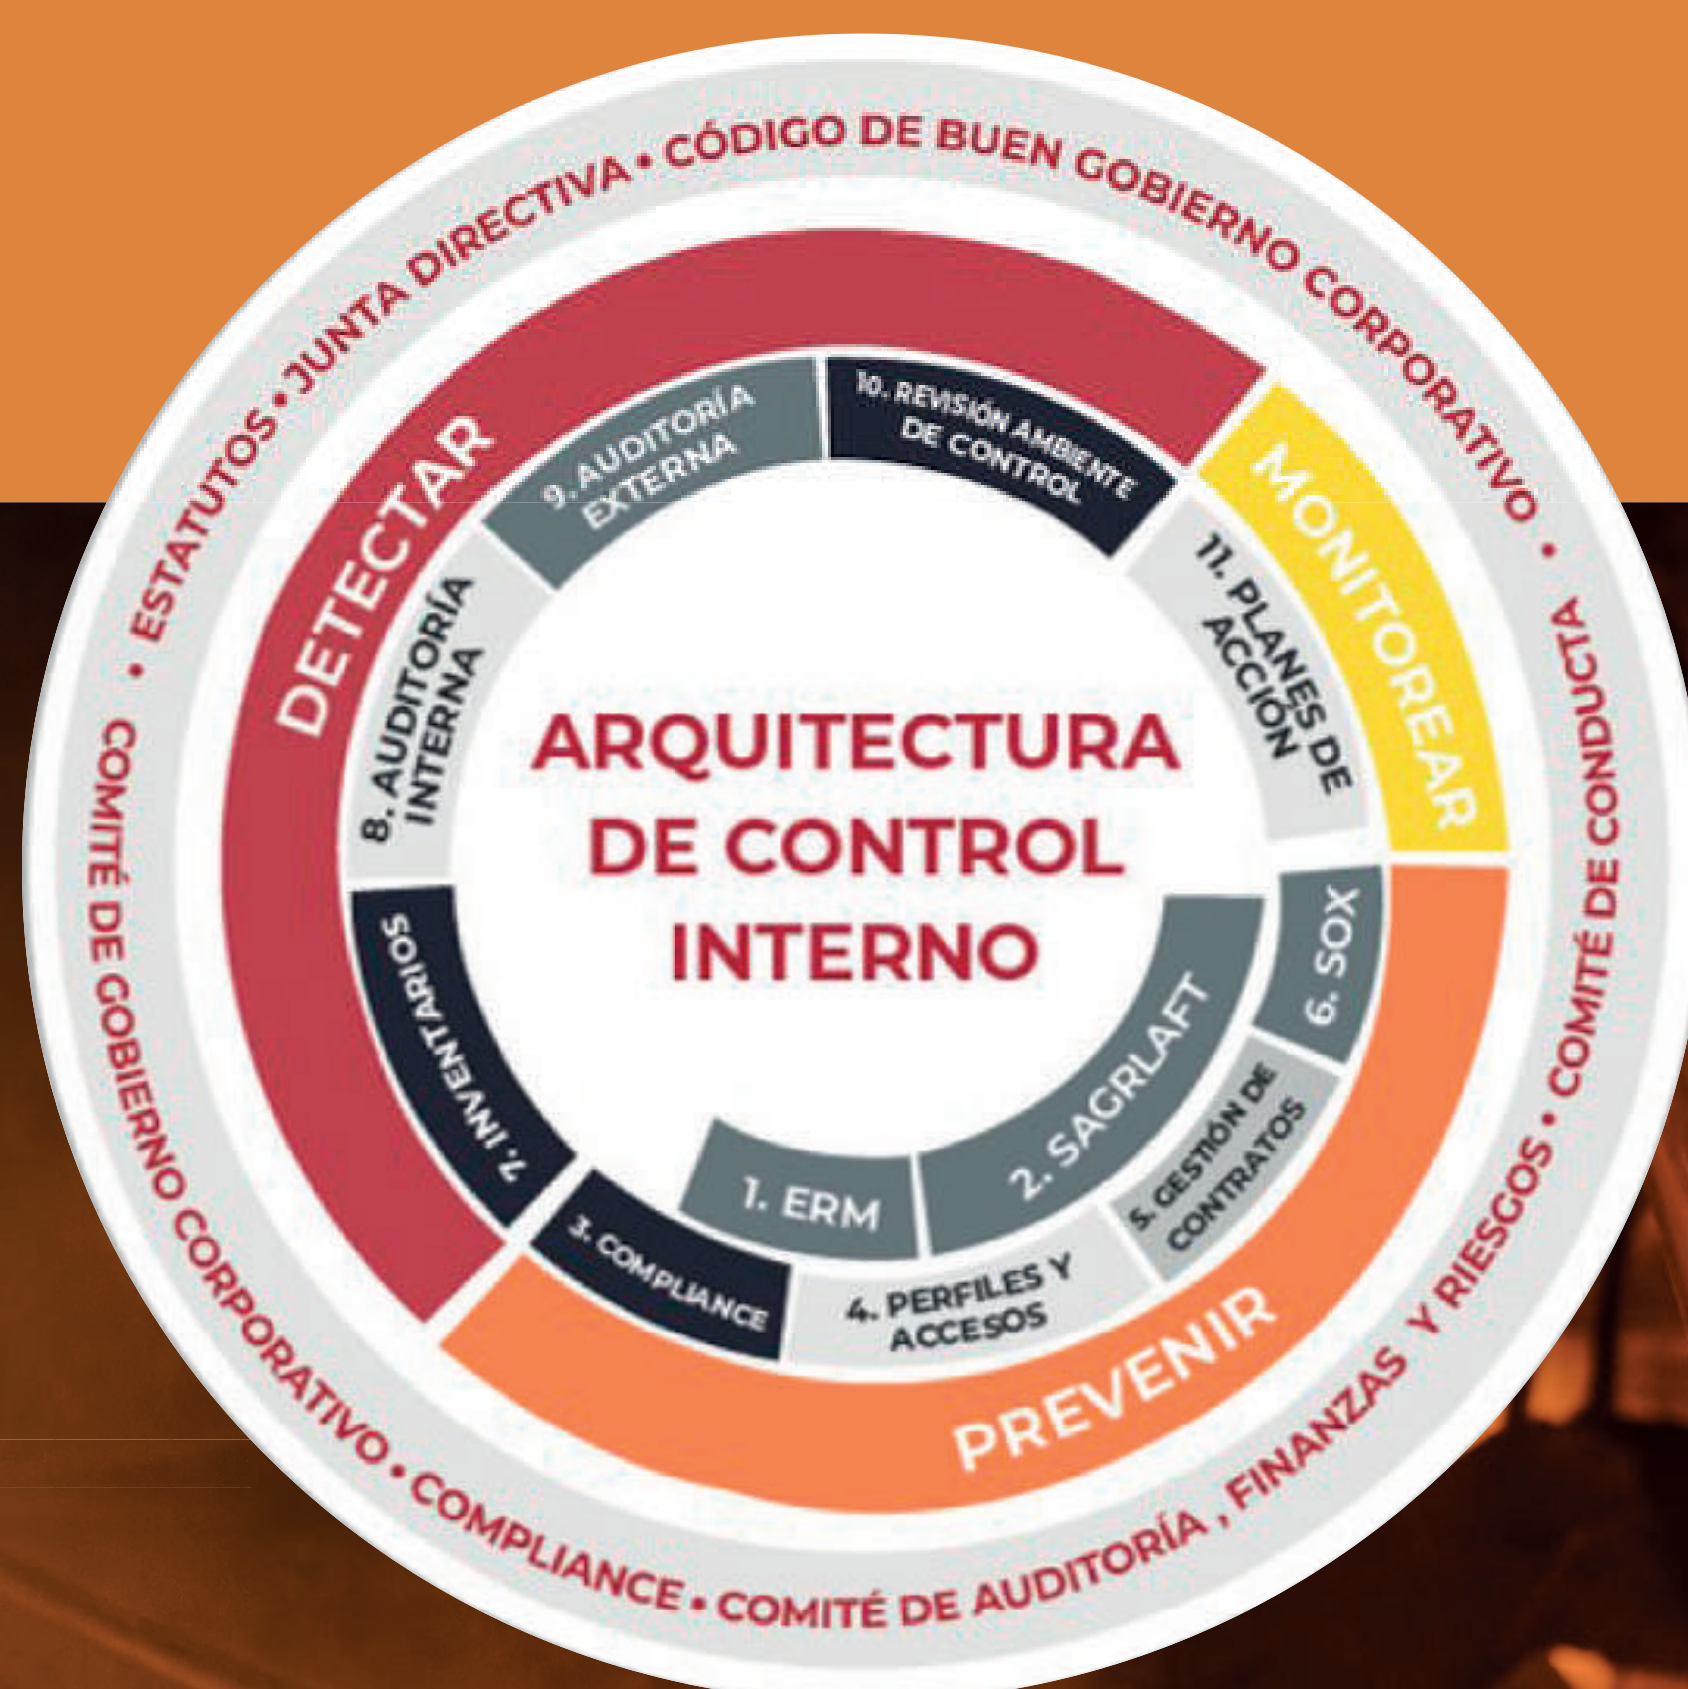 • ESTATUTOS • JUNTA DIRECTIVA • CÓDIGO DE BUEN GOBIERNO CORPORATIVO •
COMITÉ DE GOBIERNO CORPORATIVO • COMPLIANCE • COMITÉ DE AUDITORÍA , FINANZAS Y RIESGOS • COMITÉ DE CONDUCTA
DETECTAR
MONITOREAR
PREVENIR
ARQUITECTURA
DE CONTROL
INTERNO
1. ERM
2. SAGRLAFT
3. COMPLIANCE
4. PERFILES Y
ACCESOS
5. GESTIÓN DE
CONTRATOS
6. SOX
7. INVENTARIOS
8. AUDITORÍA
INTERNA
9. AUDITORÍA
EXTERNA
10. REVISIÓN AMBIENTE
DE CONTROL
11. PLANES DE
ACCIÓN